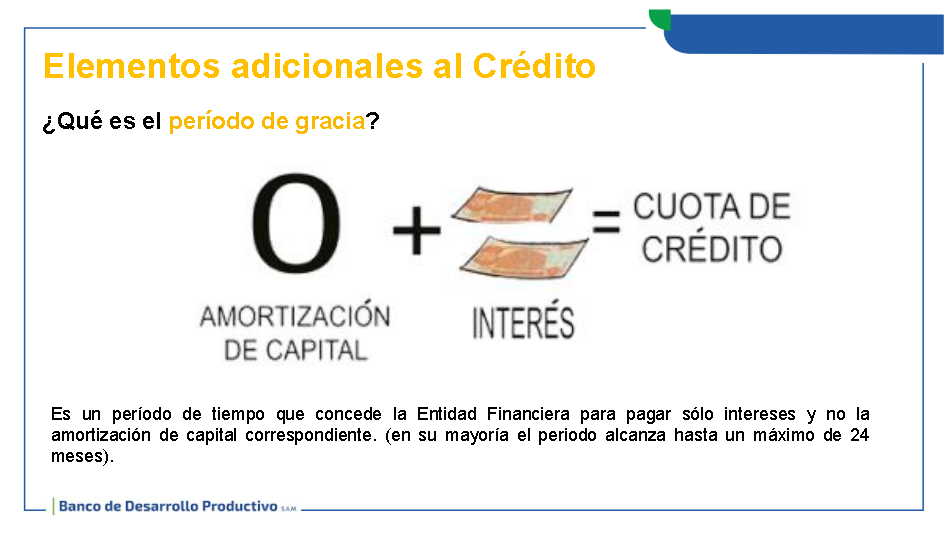 Elementos adicionales al Crédito
¿Qué es el período de gracia?
0 + = CUOTA DE
CRÉDITO
AMORTIZACIÓN
DE CAPITAL
INTERÉS
Es un período de tiempo que concede la Entidad Financiera para pagar sólo intereses y no la
amortización de capital correspondiente. (en su mayoría el periodo alcanza hasta un máximo de 24
meses).
Banco de Desarrollo Productivo S.A.M.